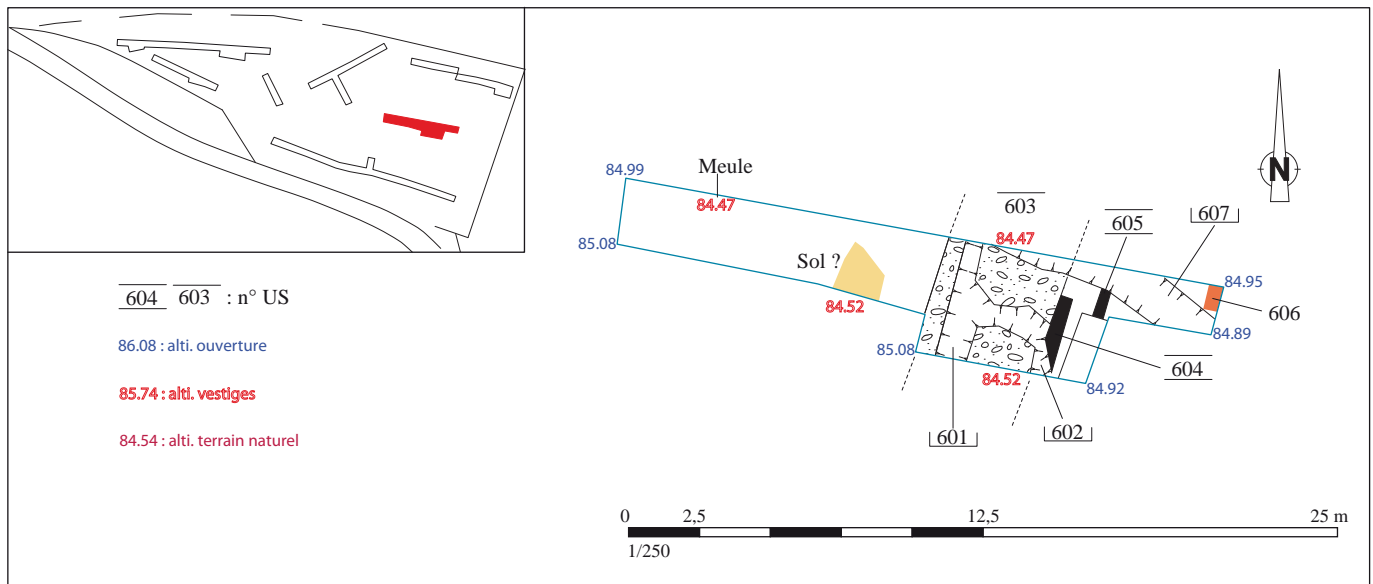 84.99
Meule
84.47
603
N
607
605
84.47
85.08
Sol ?
84.95
606
84.52
84.89
604 603 : n° US
86.08 : alti. ouverture
85.08
604
84.52
84.92
85.74 : alti. vestiges
601
602
84.54 : alti. terrain naturel
0 2,5 12,5 25 m
1/250